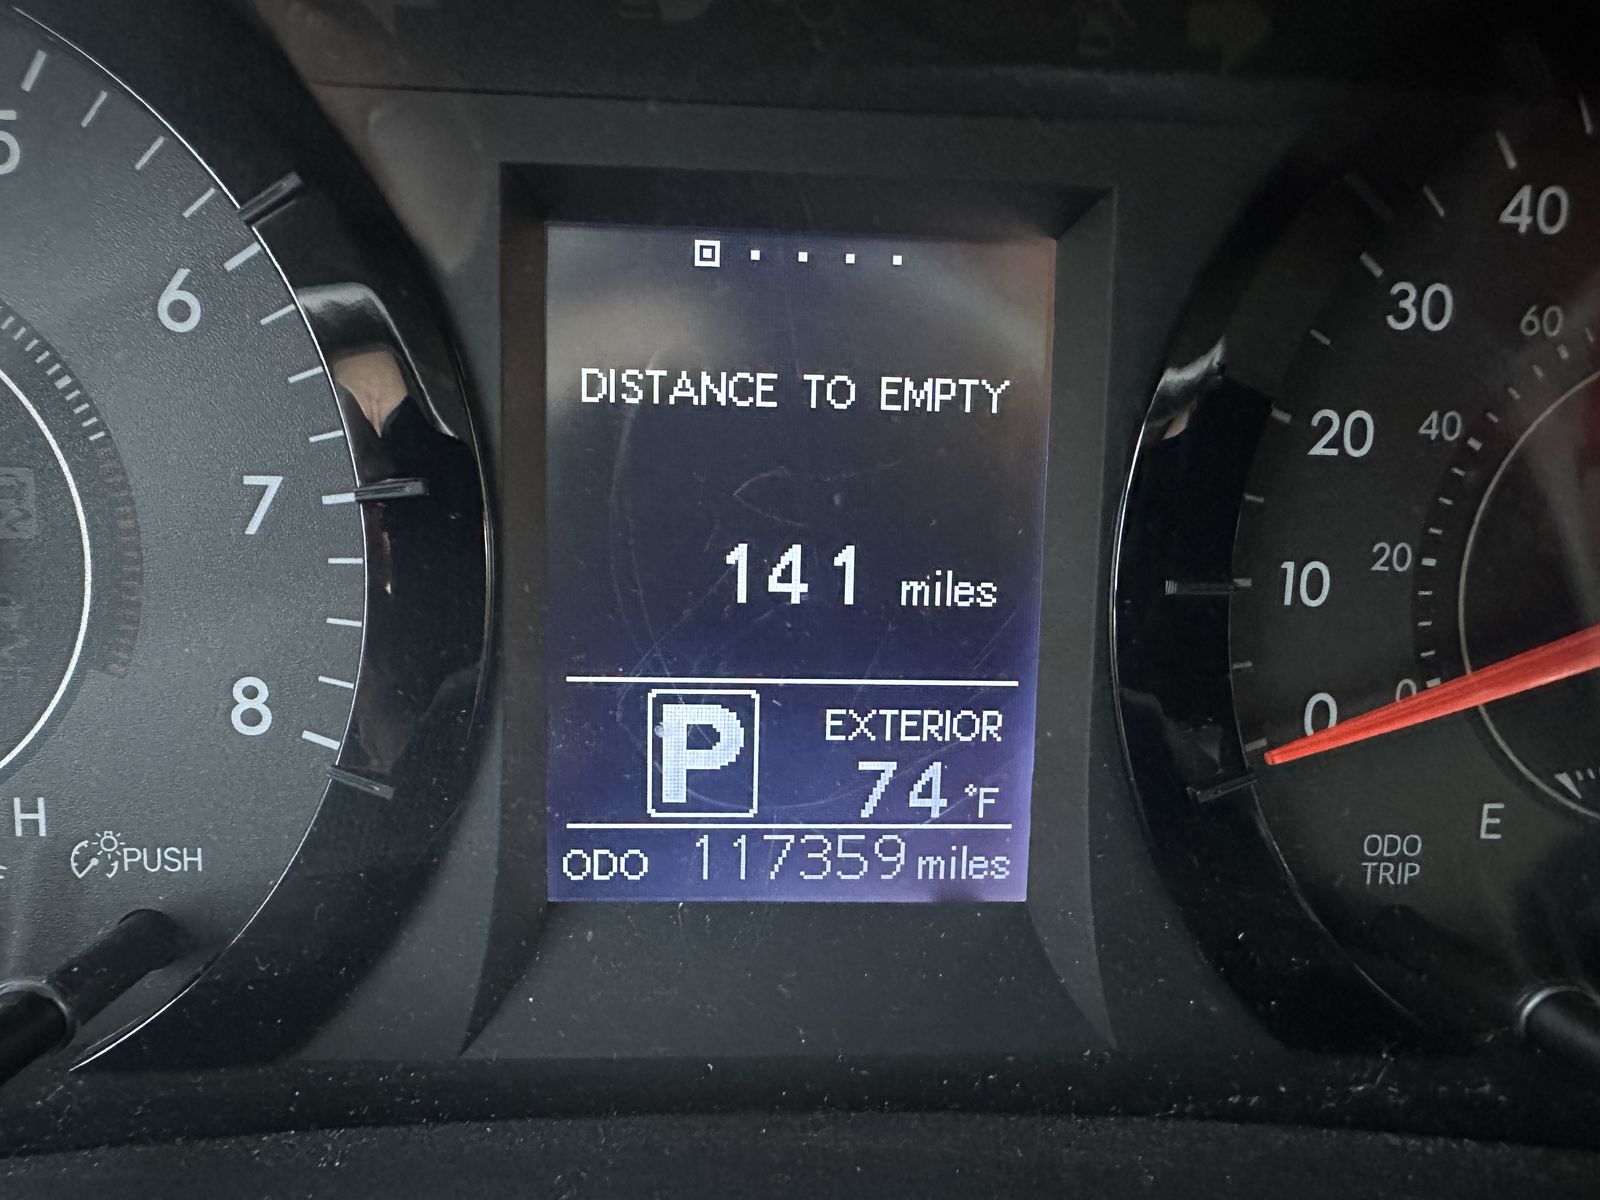 DISTANCE TO EMPTY
141 miles
P
EXTERIOR
74 °F
ODO 117359 miles
6
7
8
H
PUSH
40
30
60
20
40
10
20
0
0
E
ODO
TRIP